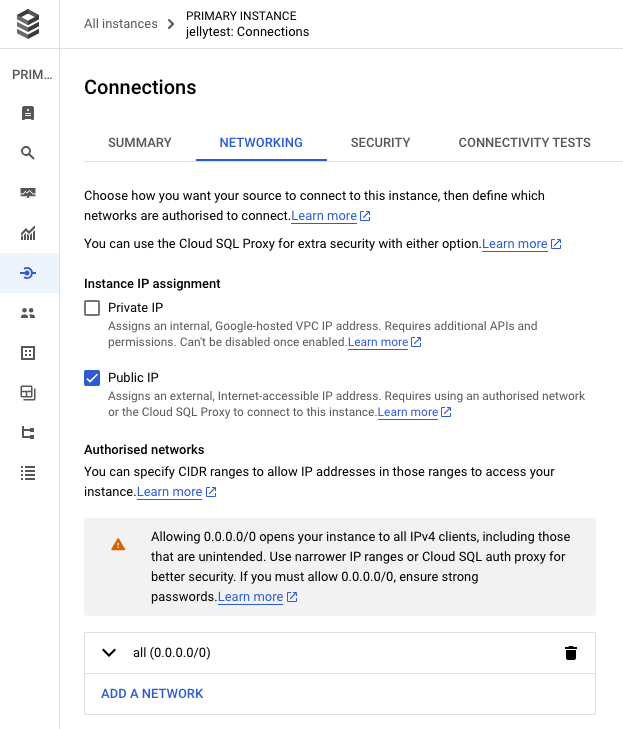 All instances
PRIMARY INSTANCE
jellytest: Connections
PRIM...
Connections
SUMMARY
NETWORKING
SECURITY
CONNECTIVITY TESTS
Choose how you want your source to connect to this instance, then define which
networks are authorised to connect.Learn more
You can use the Cloud SQL Proxy for extra security with either option.Learn more
Instance IP assignment
Private IP
Assigns an internal, Google-hosted VPC IP address. Requires additional APIs and
permissions. Can't be disabled once enabled.Learn more
Public IP
Assigns an external, Internet-accessible IP address. Requires using an authorised network
or the Cloud SQL Proxy to connect to this instance.Learn more
Authorised networks
You can specify CIDR ranges to allow IP addresses in those ranges to access your
instance.Learn more
Allowing 0.0.0.0/0 opens your instance to all IPv4 clients, including those
that are unintended. Use narrower IP ranges or Cloud SQL auth proxy for
better security. If you must allow 0.0.0.0/0, ensure strong
passwords.Learn more
all (0.0.0.0/0)
ADD A NETWORK